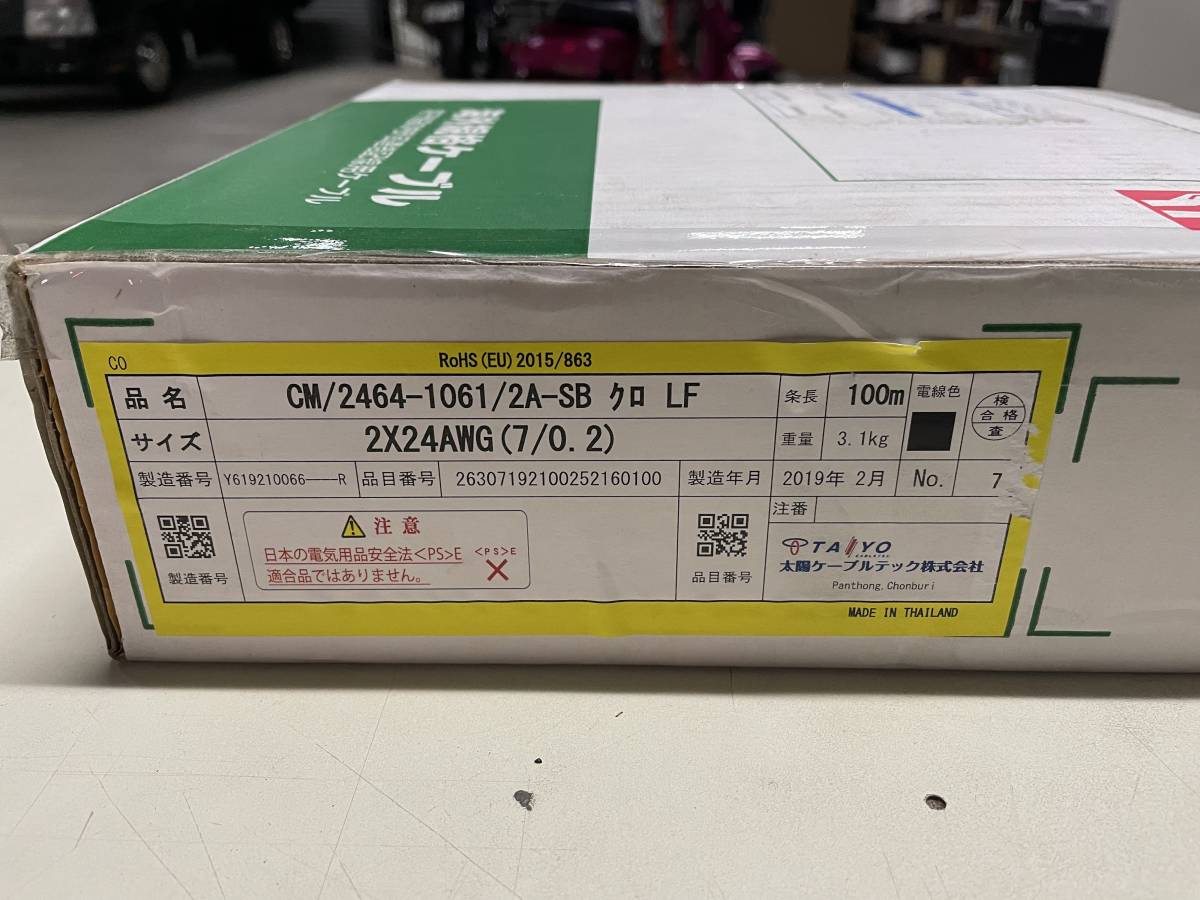 CO
RoHS(EU)2015/863
品名 CM/2464-1061/2A-SB クロ LF 条長 100m 電線色 検
合格
査
サイズ 2X24AWG(7/0.2) 重量 3.1kg
製造番号 Y619210066――R 品目番号 26307192100252160100 製造年月 2019年 2月 No. 7
注番
⚠ 注意
日本の電気用品安全法<PS>E <PS>E
適合品ではありません。 ×
製造番号
品目番号
TAIYO
CABLETEC
太陽ケーブルテック株式会社
Panthong,Chonburi
MADE IN THAILAND